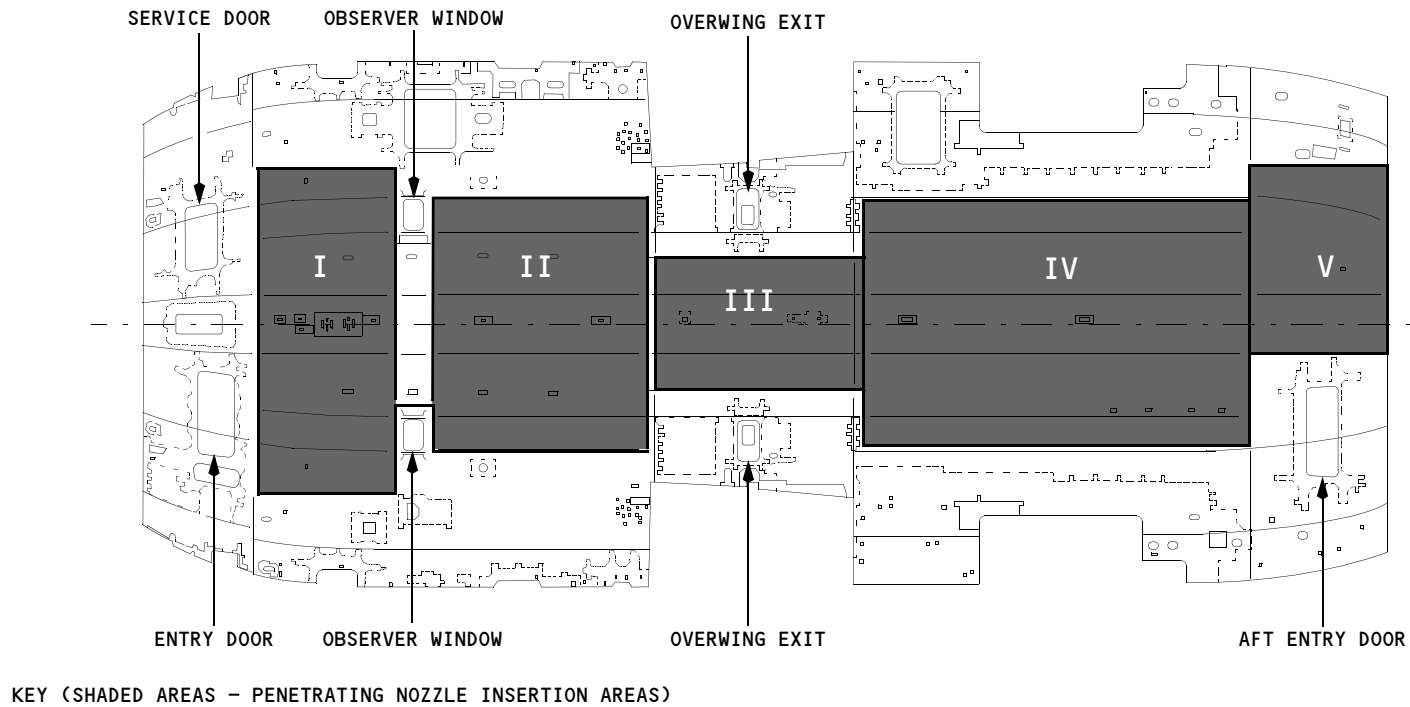 SERVICE DOOR
OBSERVER WINDOW
OVERWING EXIT
I
II
III
IV
V
ENTRY DOOR
OBSERVER WINDOW
OVERWING EXIT
AFT ENTRY DOOR
KEY (SHADED AREAS – PENETRATING NOZZLE INSERTION AREAS)